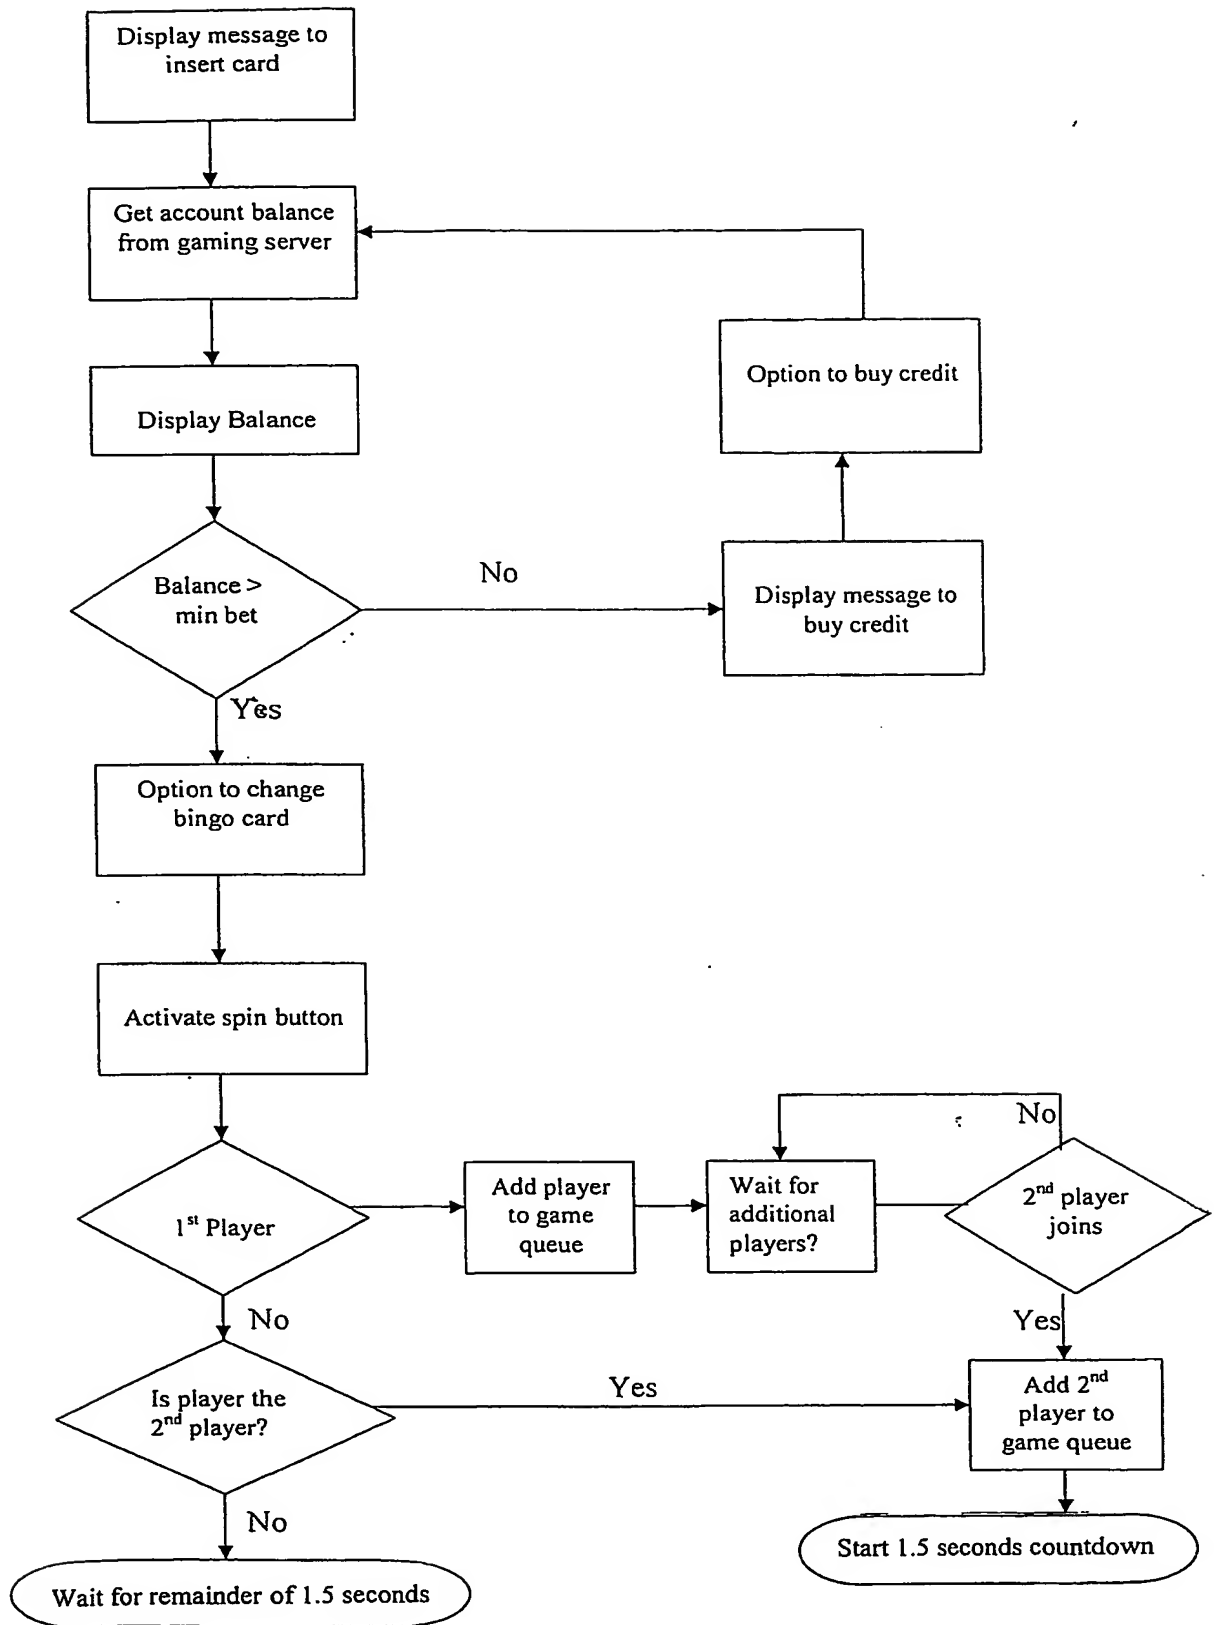 Display message to
insert card
Get account balance
from gaming server
Option to buy credit
Display Balance
Balance >
min bet
No
Display message to
buy credit
Yes
Option to change
bingo card
Activate spin button
1st Player
Add player
to game
queue
Wait for
additional
players?
No
2nd player
joins
No
Yes
Is player the
2nd player?
Yes
Add 2nd
player to
game queue
No
Start 1.5 seconds countdown
Wait for remainder of 1.5 seconds